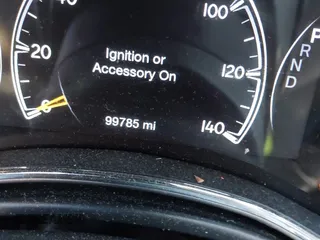 100
P
R
N
D
20
Ignition or
Accessory On
120
99785 mi
140
P